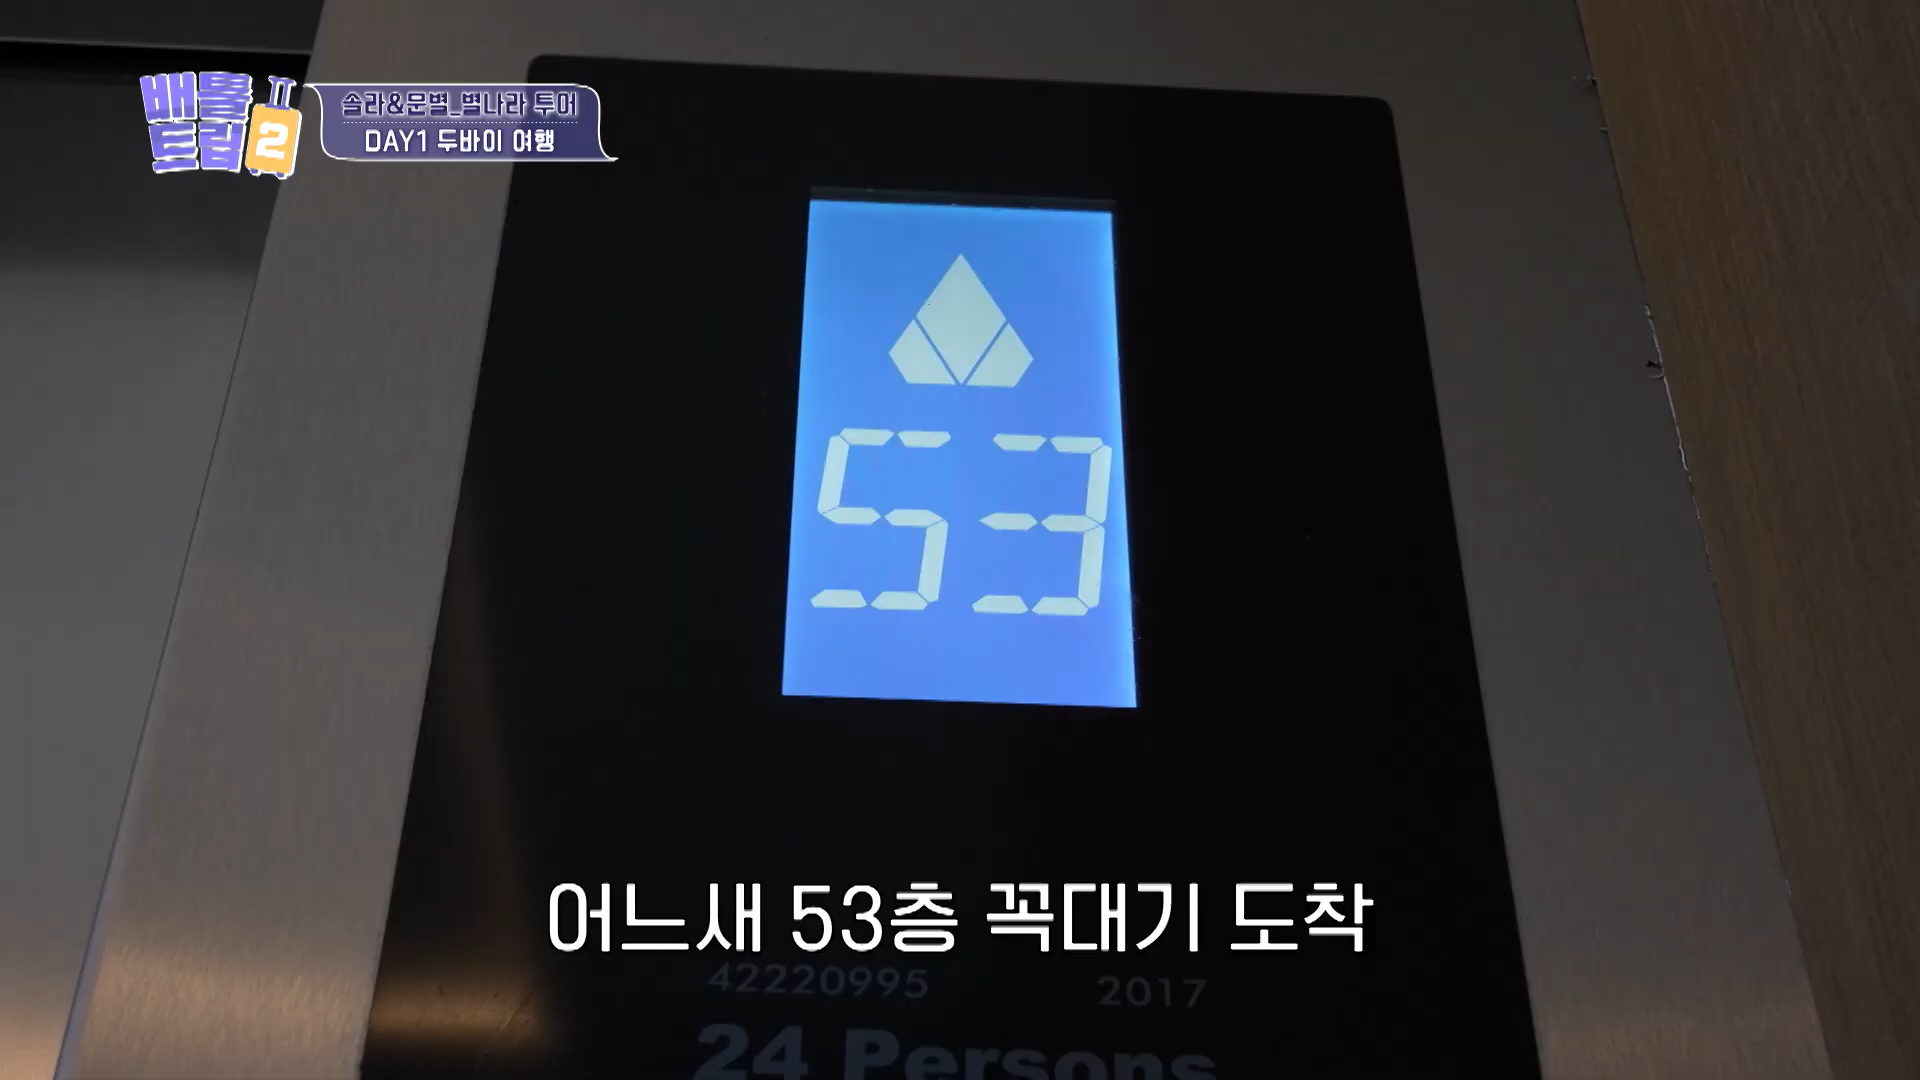 배틀
트립 2
솔라&문별_별나라 투어
DAY1 두바이 여행
53
어느새 53층 꼭대기 도착
42220995 2017
24 Persons